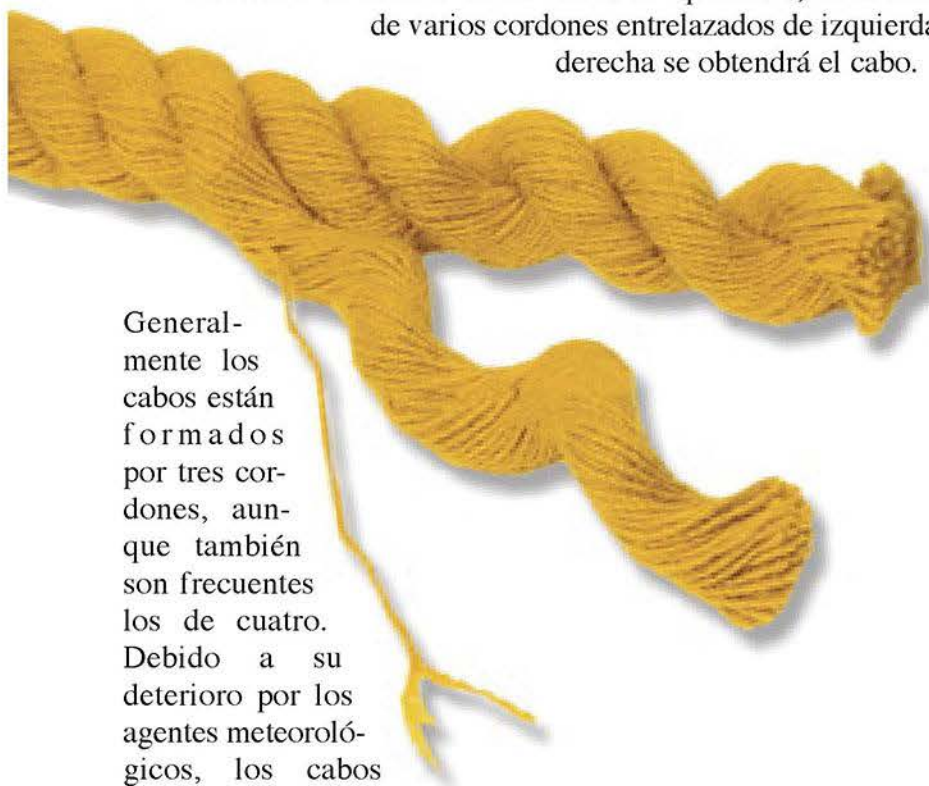 de varios cordones entrelazados de izquierda
derecha se obtendrá el cabo.
General-
mente los
cabos están
formados
por tres cor-
dones, aun-
que también
son frecuentes
los de cuatro.
Debido a su
deterioro por los
agentes meteoroló-
gicos, los cabos